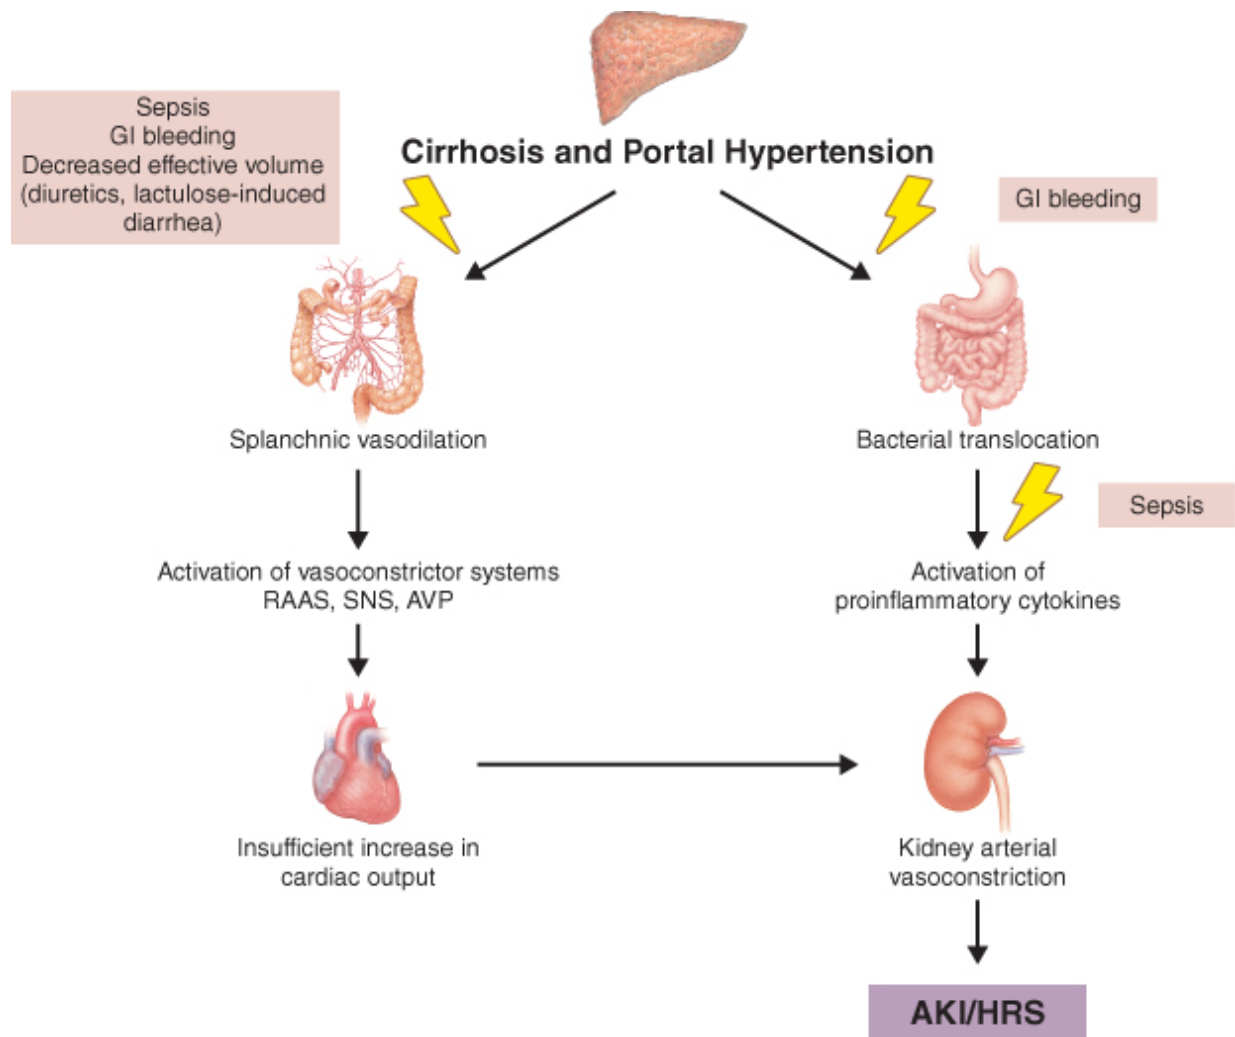 Cirrhosis and Portal Hypertension
Sepsis
GI bleeding
Decreased effective volume
(diuretics, lactulose-induced
diarrhea)
GI bleeding
Splanchnic vasodilation
Bacterial translocation
Sepsis
Activation of vasoconstrictor systems
RAAS, SNS, AVP
Activation of
proinflammatory cytokines
Insufficient increase in
cardiac output
Kidney arterial
vasoconstriction
AKI/HRS